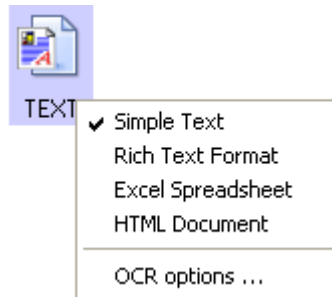 TEXT
Simple Text
Rich Text Format
Excel Spreadsheet
HTML Document
OCR options ...